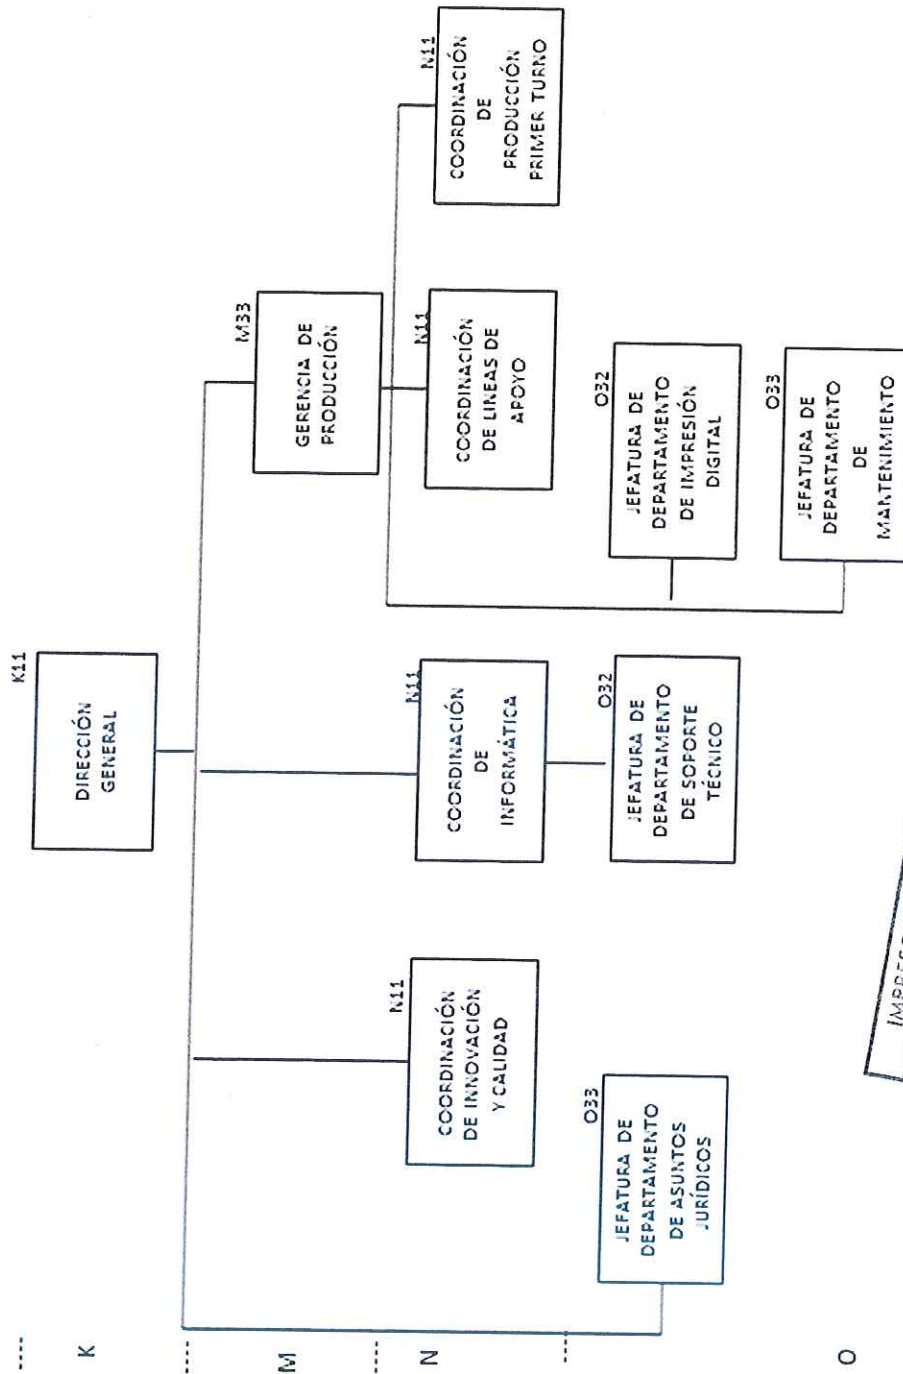 K
M
N
O
K11
DIRECCIÓN
GENERAL
M33
GERENCIA DE
PRODUCCIÓN
N11
COORDINACIÓN
DE INNOVACIÓN
Y CALIDAD
N11
COORDINACIÓN
DE
INFORMÁTICA
N11
COORDINACIÓN
DE LINEAS DE
APOYO
N11
COORDINACIÓN
DE
PRODUCCIÓN
PRIMER TURNO
O33
JEFATURA DE
DEPARTAMENTO
DE ASUNTOS
JURÍDICOS
O32
JEFATURA DE
DEPARTAMENTO
DE SOPORTE
TÉCNICO
O32
JEFATURA DE
DEPARTAMENTO
DE IMPRESIÓN
DIGITAL
O33
JEFATURA DE
DEPARTAMENTO
DE
MANTENIMIENTO